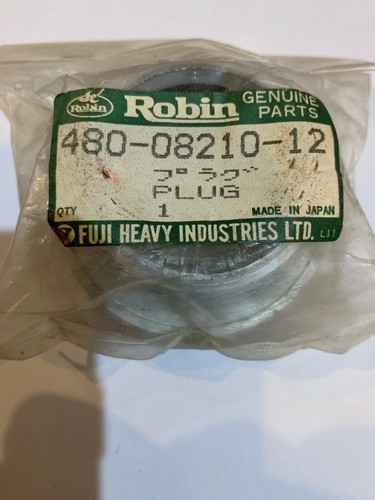 Robin
Robin GENUINE PARTS
480-08210-12
プラグ
PLUG
QTY 1 MADE IN JAPAN
FUJI HEAVY INDUSTRIES LTD.